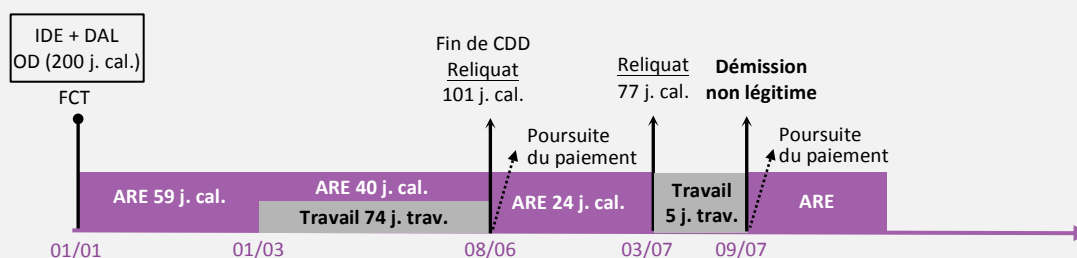 IDE + DAL
OD (200 j. cal.)
FCT
Fin de CDD
Reliquat
101 j. cal.
Reliquat
77 j. cal.
Démission
non légitime
Poursuite
du paiement
Poursuite
du paiement
ARE 59 j. cal.
ARE 40 j. cal.
Travail 74 j. trav.
ARE 24 j. cal.
Travail
5 j. trav.
ARE
01/01
01/03
08/06
03/07
09/07